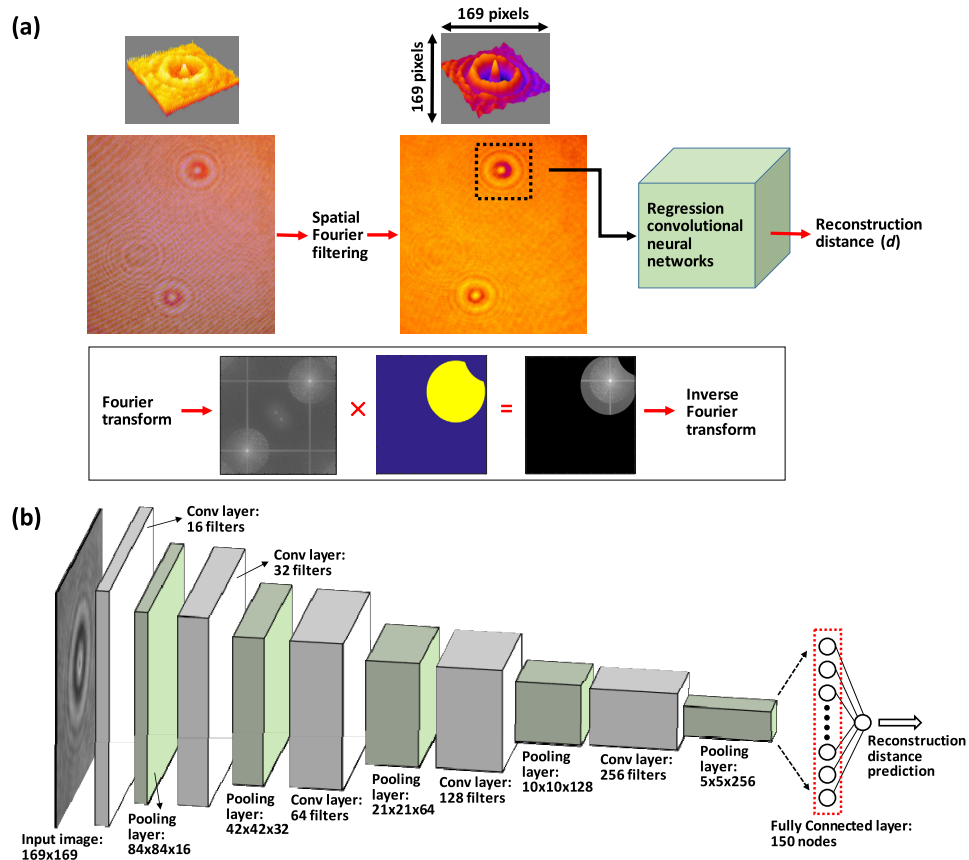 (a)
169 pixels
169 pixels
Spatial
Fourier
filtering
Regression
convolutional
neural
networks
Reconstruction
distance (d)
Fourier
transform
×
=
Inverse
Fourier
transform
(b)
Conv layer:
16 filters
Conv layer:
32 filters
Input image:
169x169
Pooling
layer:
84x84x16
Pooling
layer:
42x42x32
Conv layer:
64 filters
Pooling
layer:
21x21x64
Conv layer:
128 filters
Pooling
layer:
10x10x128
Conv layer:
256 filters
Pooling
layer:
5x5x256
Fully Connected layer:
150 nodes
Reconstruction
distance
prediction